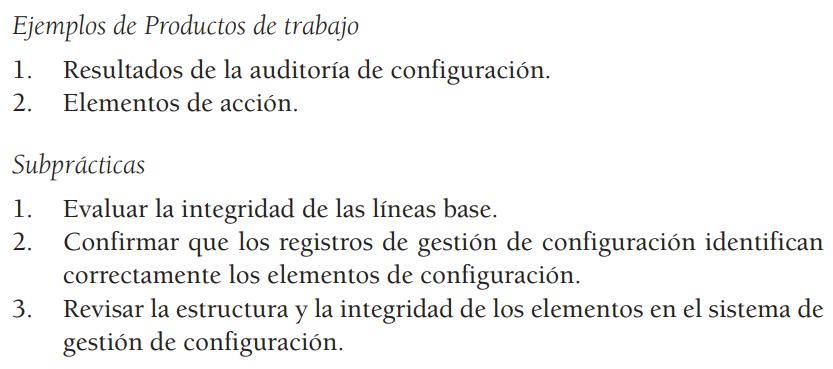 Ejemplos de Productos de trabajo
1. Resultados de la auditoría de configuración.
2. Elementos de acción.
Subprácticas
1. Evaluar la integridad de las líneas base.
2. Confirmar que los registros de gestión de configuración identifican
correctamente los elementos de configuración.
3. Revisar la estructura y la integridad de los elementos en el sistema de
gestión de configuración.